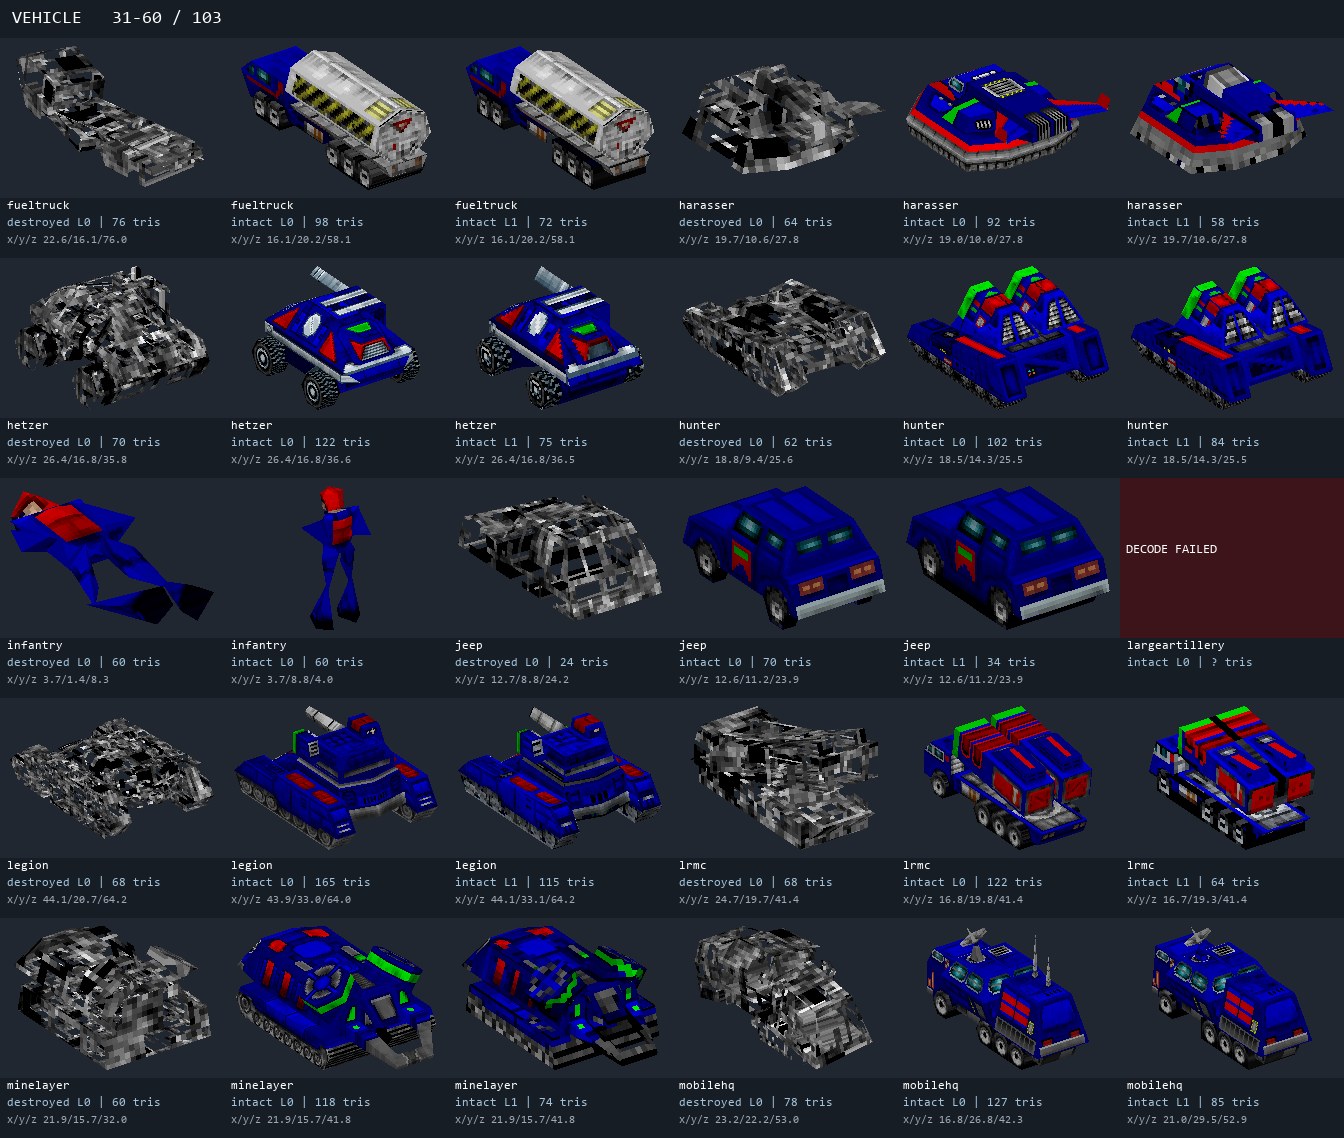 VEHICLE 31-60 / 103
fueltruck
destroyed L0 | 76 tris
x/y/z 22.6/16.1/76.0
fueltruck
intact L0 | 98 tris
x/y/z 16.1/20.2/58.1
fueltruck
intact L1 | 72 tris
x/y/z 16.1/20.2/58.1
harasser
destroyed L0 | 64 tris
x/y/z 19.7/10.6/27.8
harasser
intact L0 | 92 tris
x/y/z 19.0/10.0/27.8
harasser
intact L1 | 58 tris
x/y/z 19.7/10.6/27.8
hetzer
destroyed L0 | 70 tris
x/y/z 26.4/16.8/35.8
hetzer
intact L0 | 122 tris
x/y/z 26.4/16.8/36.6
hetzer
intact L1 | 75 tris
x/y/z 26.4/16.8/36.5
hunter
destroyed L0 | 62 tris
x/y/z 18.8/9.4/25.6
hunter
intact L0 | 102 tris
x/y/z 18.5/14.3/25.5
hunter
intact L1 | 84 tris
x/y/z 18.5/14.3/25.5
infantry
destroyed L0 | 60 tris
x/y/z 3.7/1.4/8.3
infantry
intact L0 | 60 tris
x/y/z 3.7/8.8/4.0
jeep
destroyed L0 | 24 tris
x/y/z 12.7/8.8/24.2
jeep
intact L0 | 70 tris
x/y/z 12.6/11.2/23.9
jeep
intact L1 | 34 tris
x/y/z 12.6/11.2/23.9
DECODE FAILED
largeartillery
intact L0 | ? tris
legion
destroyed L0 | 68 tris
x/y/z 44.1/20.7/64.2
legion
intact L0 | 165 tris
x/y/z 43.9/33.0/64.0
legion
intact L1 | 115 tris
x/y/z 44.1/33.1/64.2
lrmc
destroyed L0 | 68 tris
x/y/z 24.7/19.7/41.4
lrmc
intact L0 | 122 tris
x/y/z 16.8/19.8/41.4
lrmc
intact L1 | 64 tris
x/y/z 16.7/19.3/41.4
minelayer
destroyed L0 | 60 tris
x/y/z 21.9/15.7/32.0
minelayer
intact L0 | 118 tris
x/y/z 21.9/15.7/41.8
minelayer
intact L1 | 74 tris
x/y/z 21.9/15.7/41.8
mobilehq
destroyed L0 | 78 tris
x/y/z 23.2/22.2/53.0
mobilehq
intact L0 | 127 tris
x/y/z 16.8/26.8/42.3
mobilehq
intact L1 | 85 tris
x/y/z 21.0/29.5/52.9